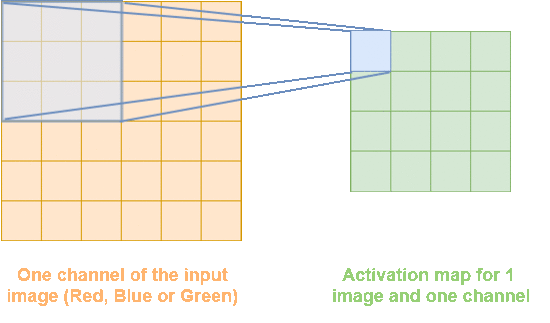 One channel of the input
image (Red, Blue or Green)
Activation map for 1
image and one channel